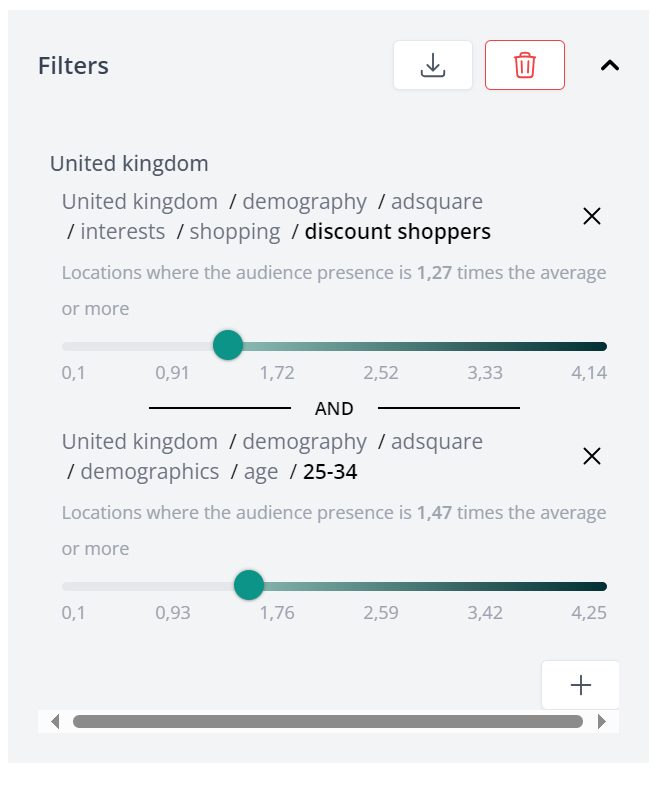 Filters
United kingdom
United kingdom / demography / adsquare
/ interests / shopping / discount shoppers
Locations where the audience presence is 1,27 times the average
or more
0,1 0,91 1,72 2,52 3,33 4,14
AND
United kingdom / demography / adsquare
/ demographics / age / 25-34
Locations where the audience presence is 1,47 times the average
or more
0,1 0,93 1,76 2,59 3,42 4,25